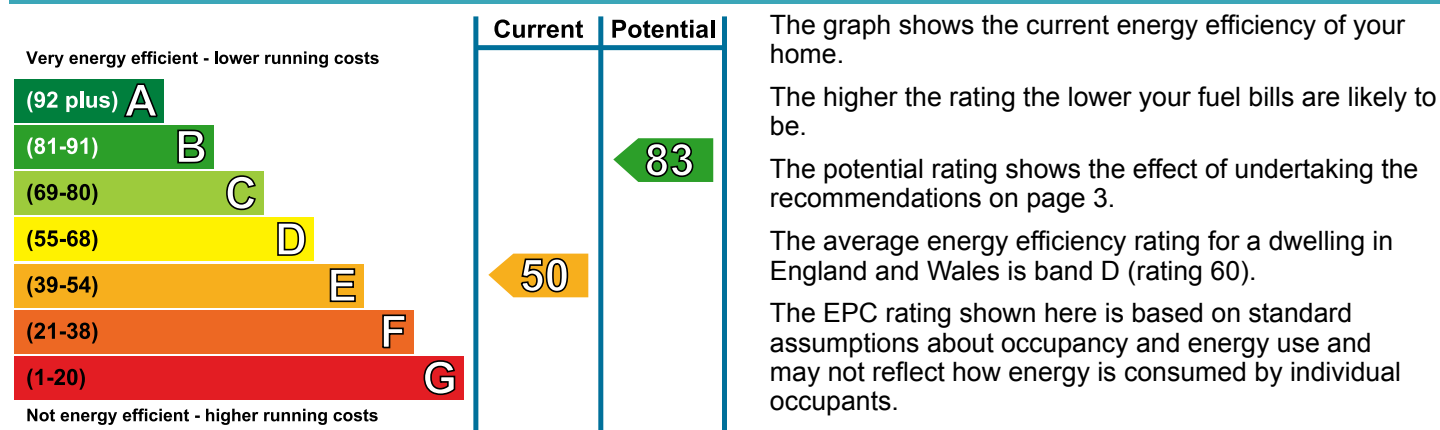 Current Potential
Very energy efficient - lower running costs
(92 plus) A
(81-91) B
83
(69-80) C
(55-68) D
(39-54) E
50
(21-38) F
(1-20) G
Not energy efficient - higher running costs
The graph shows the current energy efficiency of your
home.
The higher the rating the lower your fuel bills are likely to
be.
The potential rating shows the effect of undertaking the
recommendations on page 3.
The average energy efficiency rating for a dwelling in
England and Wales is band D (rating 60).
The EPC rating shown here is based on standard
assumptions about occupancy and energy use and
may not reflect how energy is consumed by individual
occupants.